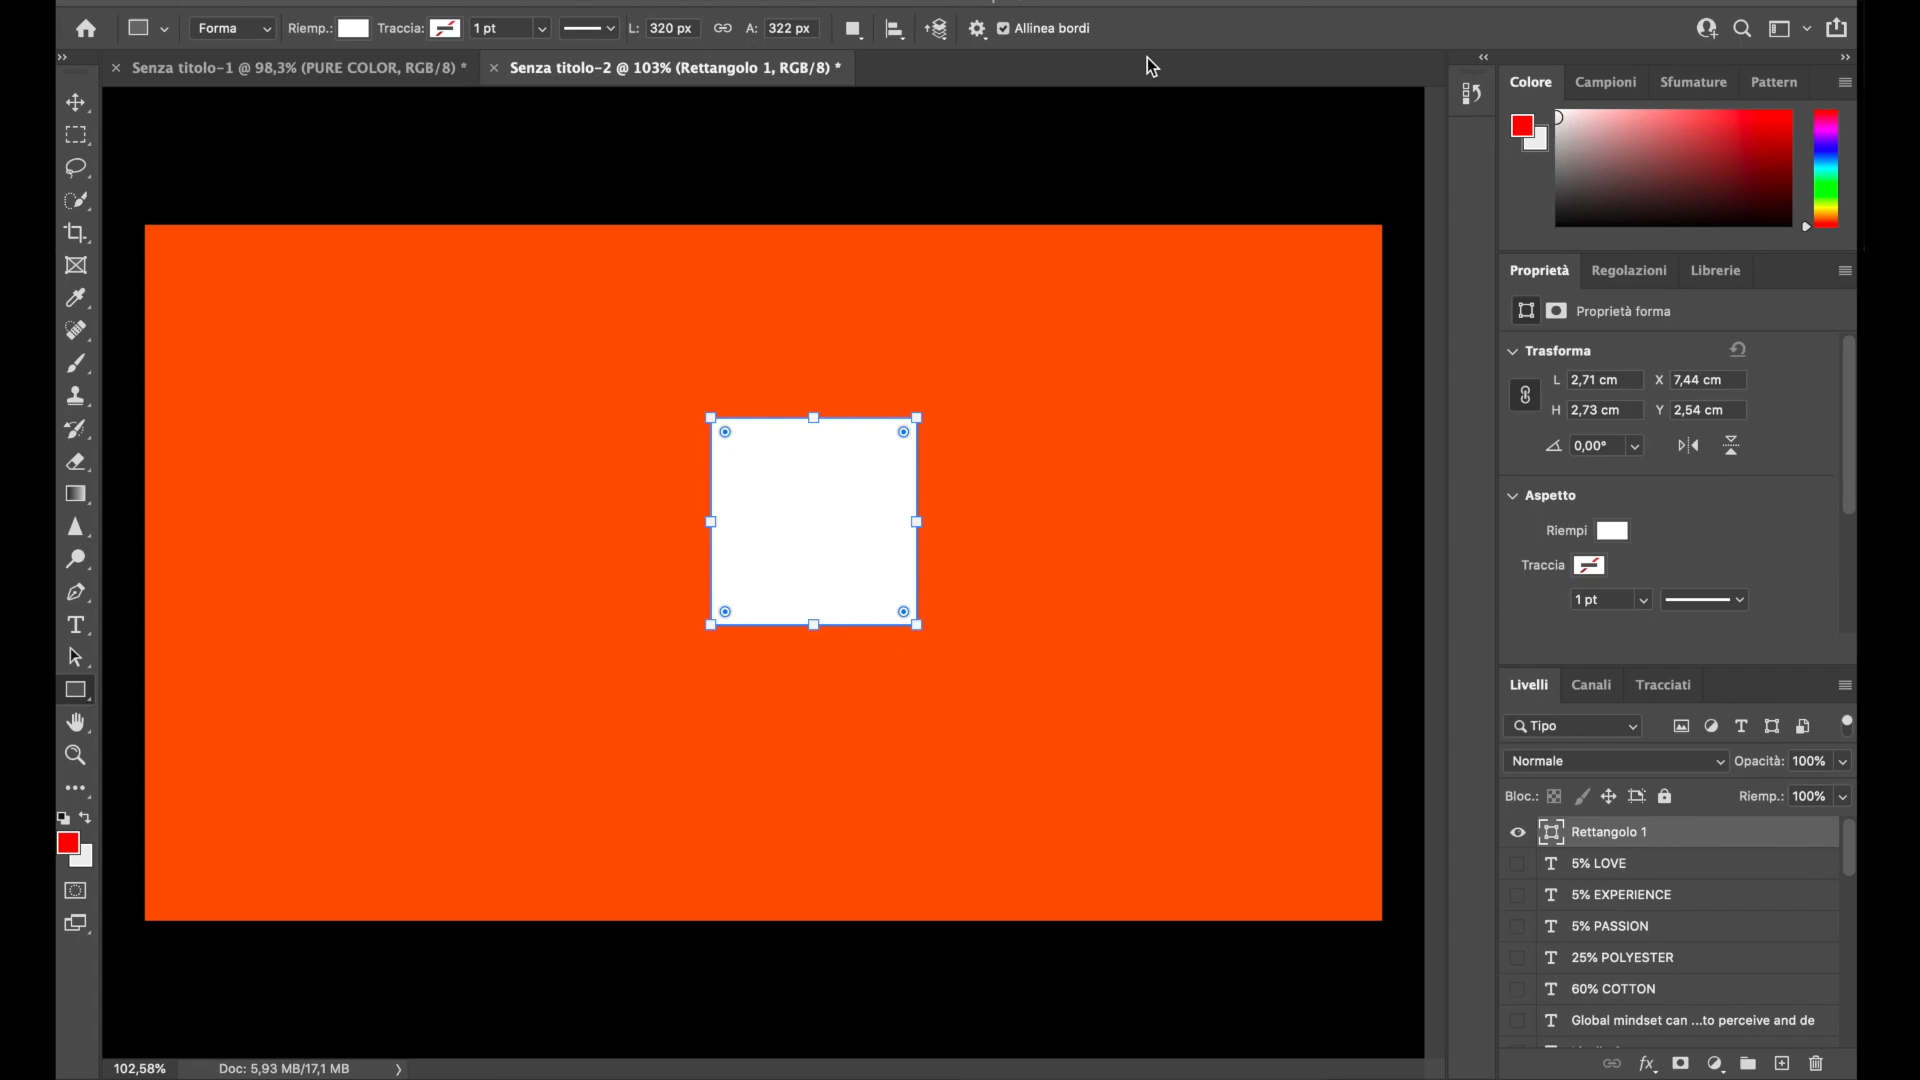 Forma Riemp.: Traccia: 1 pt L: 320 px A: 322 px Allinea bordi
Senza titolo-1 @ 98,3% (PURE COLOR, RGB/8) *
Senza titolo-2 @ 103% (Rettangolo 1, RGB/8) *
Colore Campioni Sfumature Pattern
Proprietà Regolazioni Librerie
Proprietà forma
Trasforma
L 2,71 cm X 7,44 cm
H 2,73 cm Y 2,54 cm
0,00°
Aspetto
Riempi
Traccia
1 pt
Livelli Canali Tracciati
Tipo
Normale Opacità: 100%
Bloc.: Riemp.: 100%
Rettangolo 1
5% LOVE
5% EXPERIENCE
5% PASSION
25% POLYESTER
60% COTTON
Global mindset can ...to perceive and de
102,58% Doc: 5,93 MB/17,1 MB